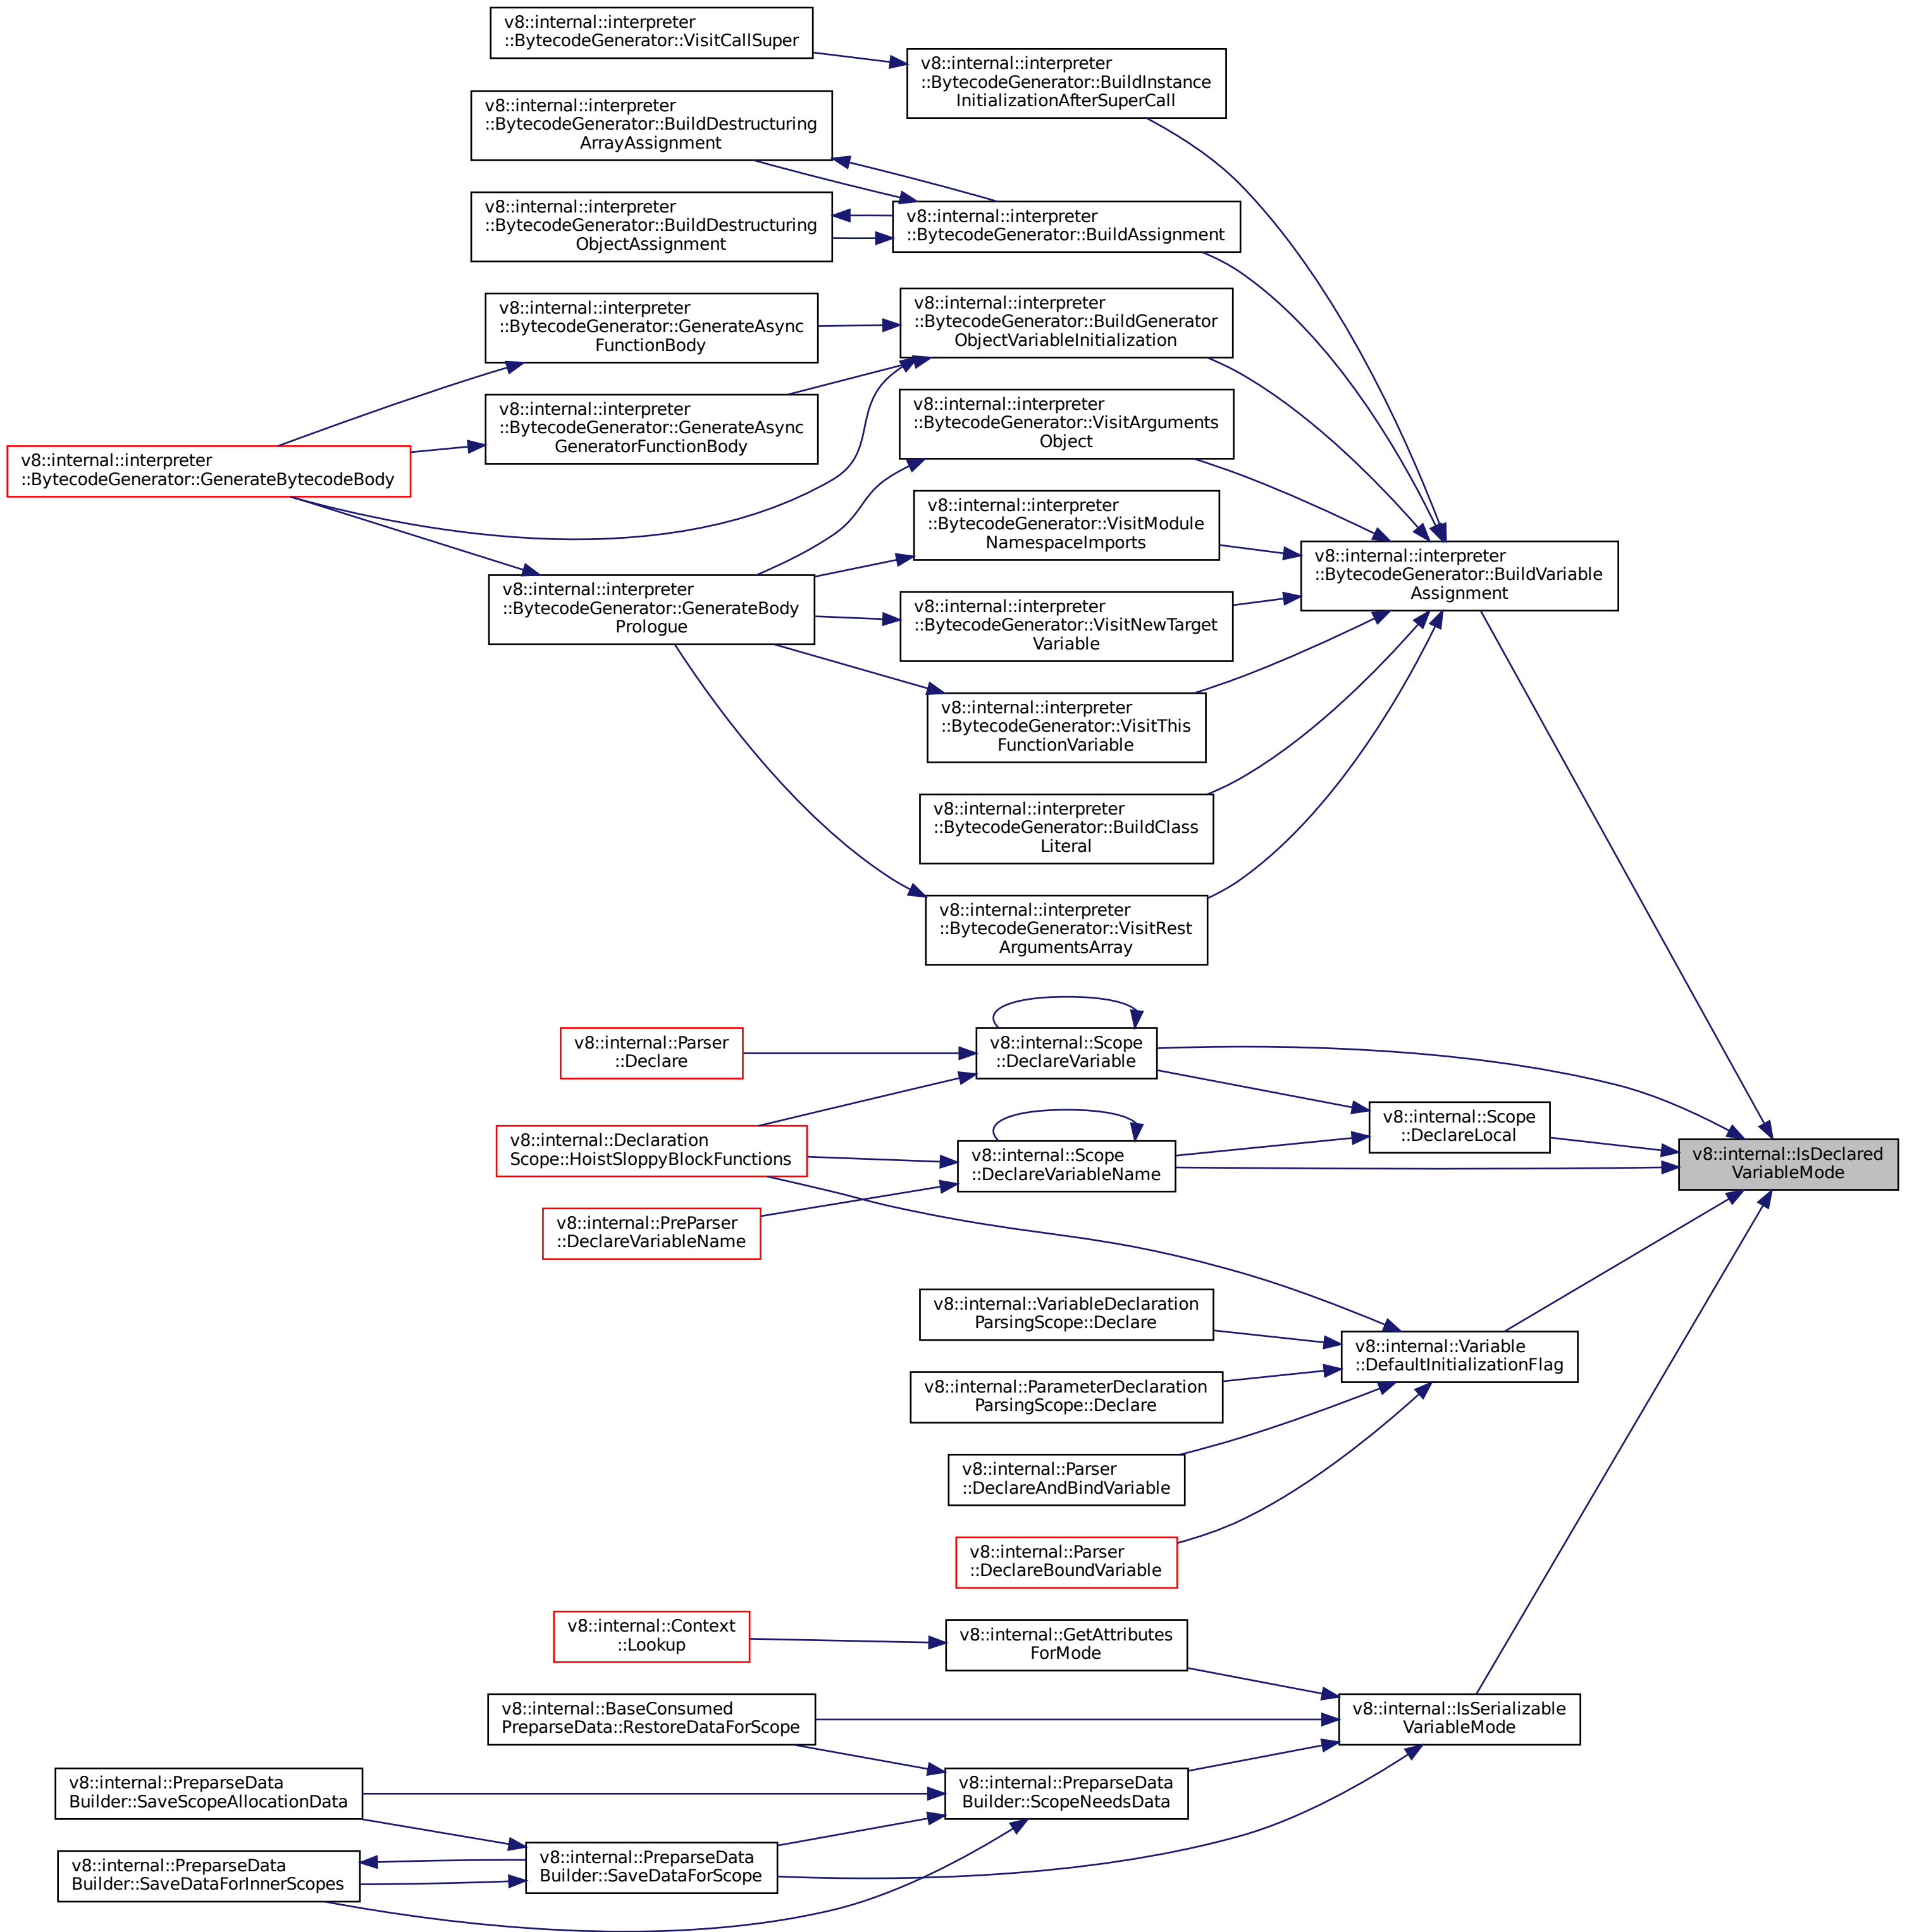 v8::internal::interpreter
::BytecodeGenerator::VisitCallSuper
v8::internal::interpreter
::BytecodeGenerator::BuildInstance
InitializationAfterSuperCall
v8::internal::interpreter
::BytecodeGenerator::BuildDestructuring
ArrayAssignment
v8::internal::interpreter
::BytecodeGenerator::BuildDestructuring
ObjectAssignment
v8::internal::interpreter
::BytecodeGenerator::BuildAssignment
v8::internal::interpreter
::BytecodeGenerator::GenerateAsync
FunctionBody
v8::internal::interpreter
::BytecodeGenerator::BuildGenerator
ObjectVariableInitialization
v8::internal::interpreter
::BytecodeGenerator::GenerateAsync
GeneratorFunctionBody
v8::internal::interpreter
::BytecodeGenerator::VisitArguments
Object
v8::internal::interpreter
::BytecodeGenerator::GenerateBytecodeBody
v8::internal::interpreter
::BytecodeGenerator::VisitModule
NamespaceImports
v8::internal::interpreter
::BytecodeGenerator::BuildVariable
Assignment
v8::internal::interpreter
::BytecodeGenerator::GenerateBody
Prologue
v8::internal::interpreter
::BytecodeGenerator::VisitNewTarget
Variable
v8::internal::interpreter
::BytecodeGenerator::VisitThis
FunctionVariable
v8::internal::interpreter
::BytecodeGenerator::BuildClass
Literal
v8::internal::interpreter
::BytecodeGenerator::VisitRest
ArgumentsArray
v8::internal::Parser
::Declare
v8::internal::Scope
::DeclareVariable
v8::internal::Scope
::DeclareLocal
v8::internal::Declaration
Scope::HoistSloppyBlockFunctions
v8::internal::Scope
::DeclareVariableName
v8::internal::IsDeclared
VariableMode
v8::internal::PreParser
::DeclareVariableName
v8::internal::VariableDeclaration
ParsingScope::Declare
v8::internal::Variable
::DefaultInitializationFlag
v8::internal::ParameterDeclaration
ParsingScope::Declare
v8::internal::Parser
::DeclareAndBindVariable
v8::internal::Parser
::DeclareBoundVariable
v8::internal::Context
::Lookup
v8::internal::GetAttributes
ForMode
v8::internal::BaseConsumed
PreparseData::RestoreDataForScope
v8::internal::IsSerializable
VariableMode
v8::internal::PreparseData
Builder::SaveScopeAllocationData
v8::internal::PreparseData
Builder::ScopeNeedsData
v8::internal::PreparseData
Builder::SaveDataForInnerScopes
v8::internal::PreparseData
Builder::SaveDataForScope